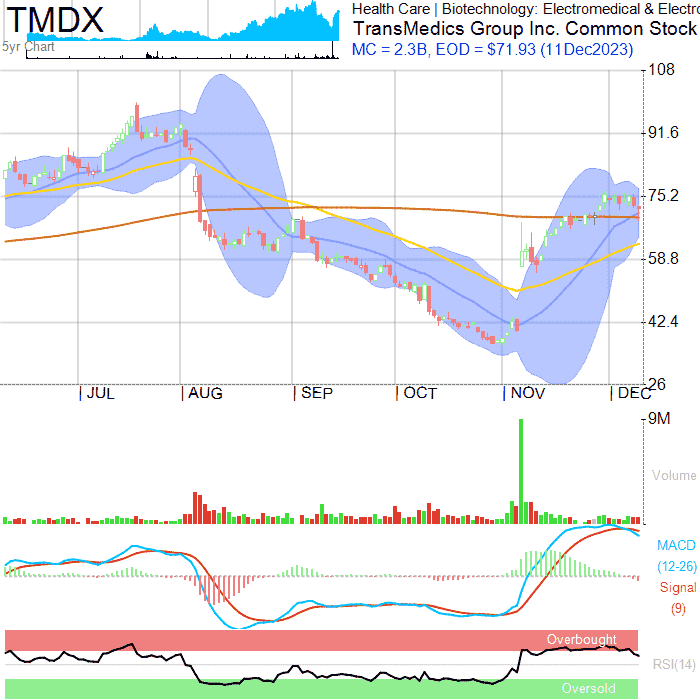 TMDX
5yr Chart
Health Care | Biotechnology: Electromedical & Electro
TransMedics Group Inc. Common Stock
MC = 2.3B, EOD = $71.93 (11Dec2023)
108
91.6
75.2
58.8
42.4
26
JUL AUG SEP OCT NOV DEC
9M
Volume
MACD
(12-26)
Signal
(9)
Overbought
RSI(14)
Oversold